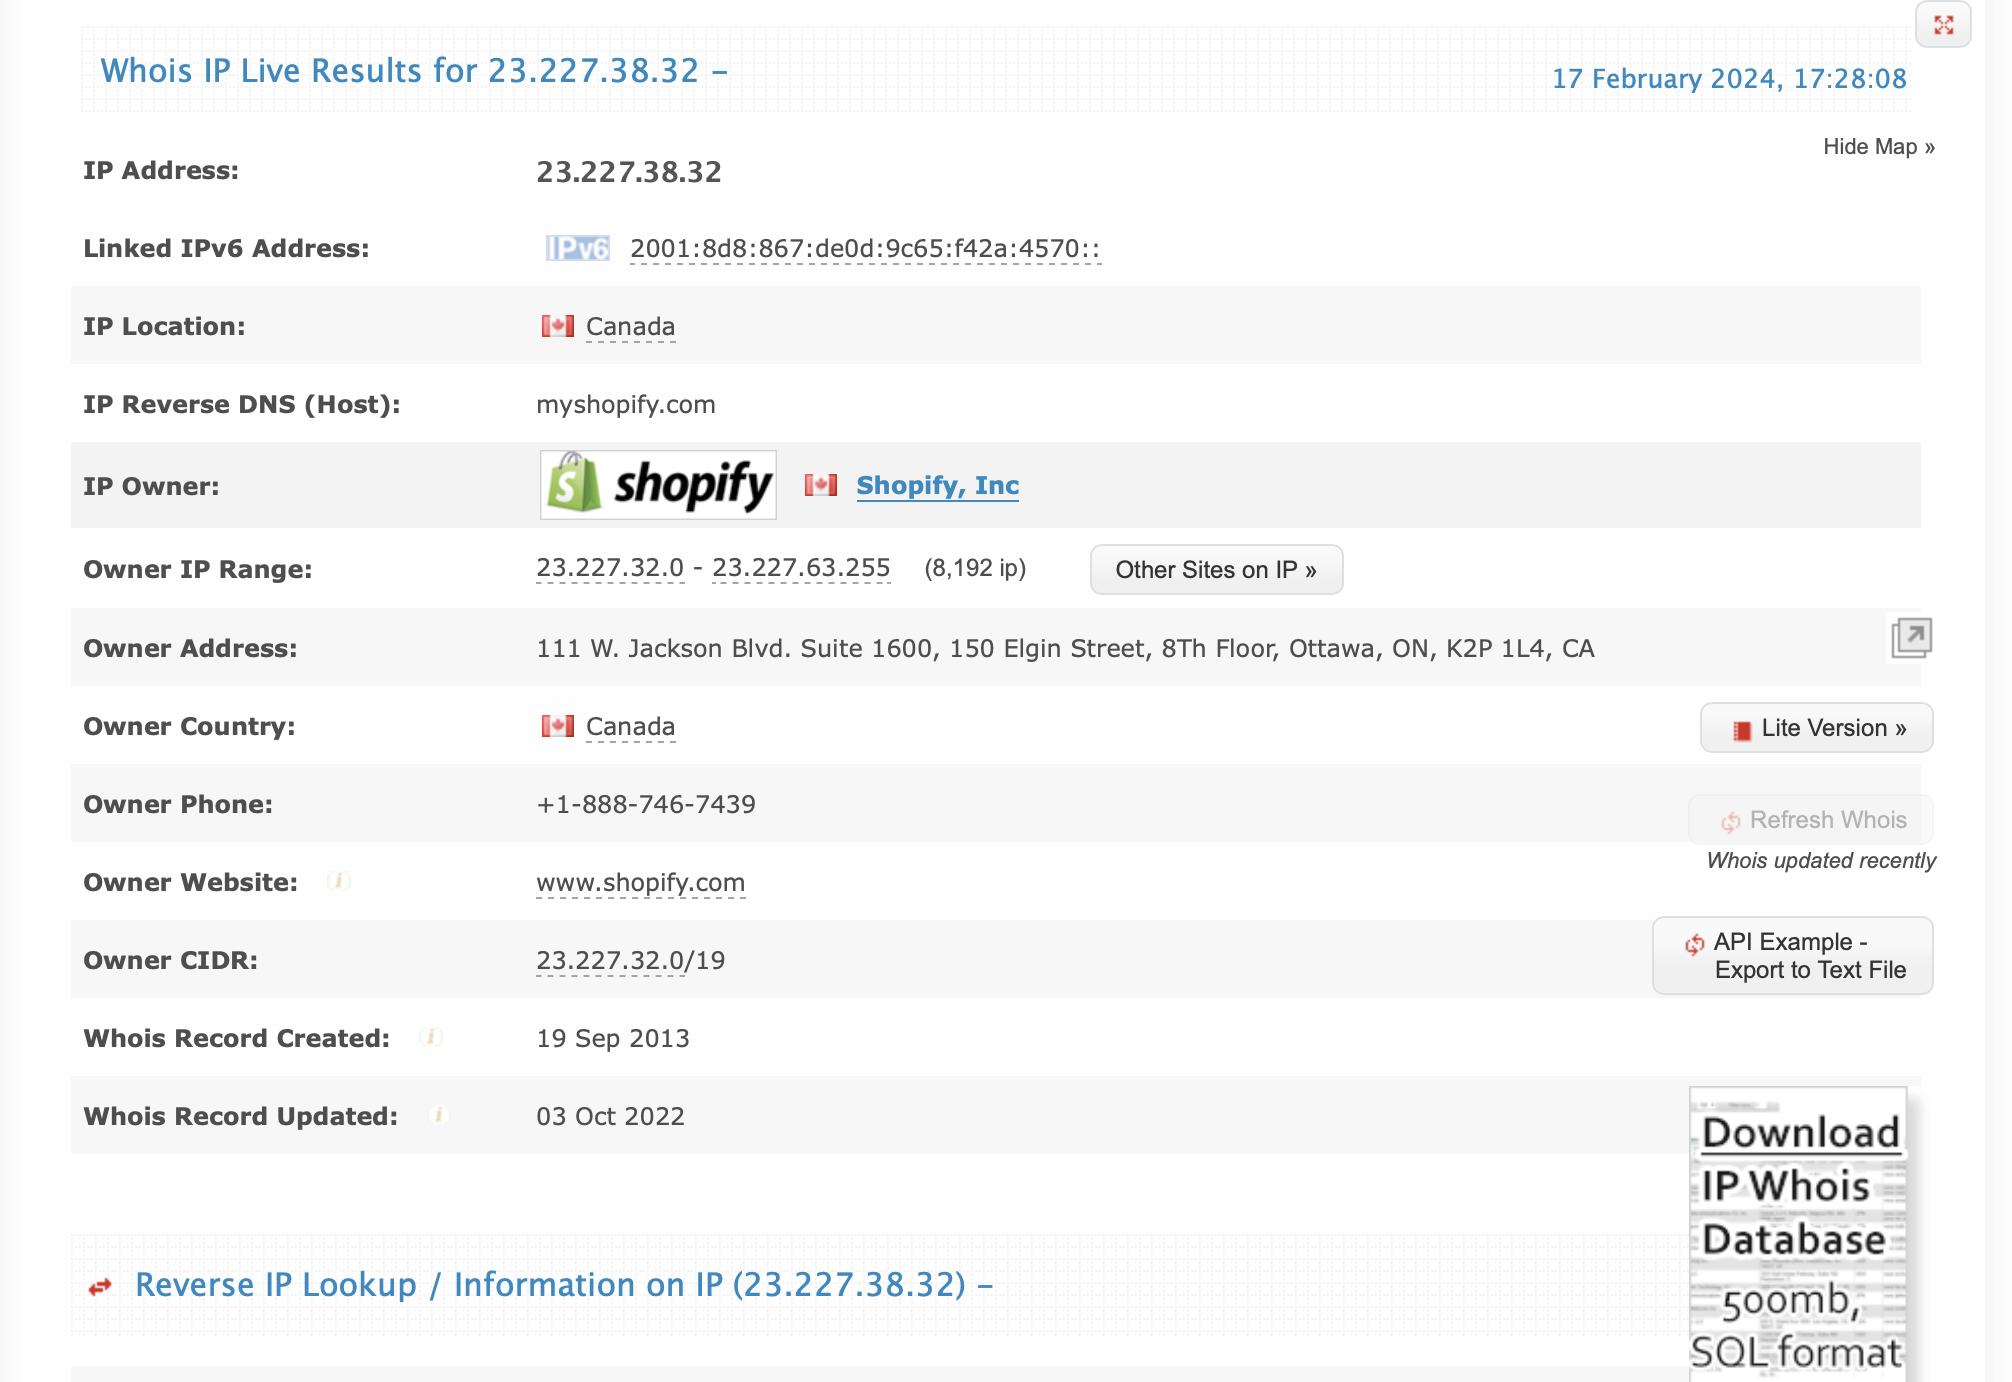 Whois IP Live Results for 23.227.38.32 –
17 February 2024, 17:28:08
Hide Map »
IP Address: 23.227.38.32
Linked IPv6 Address: IPv6 2001:8d8:867:de0d:9c65:f42a:4570::
IP Location: Canada
IP Reverse DNS (Host): myshopify.com
IP Owner: shopify Shopify, Inc
Owner IP Range: 23.227.32.0 - 23.227.63.255 (8,192 ip) Other Sites on IP »
Owner Address: 111 W. Jackson Blvd. Suite 1600, 150 Elgin Street, 8Th Floor, Ottawa, ON, K2P 1L4, CA
Owner Country: Canada
Lite Version »
Owner Phone: +1-888-746-7439
Refresh Whois
Whois updated recently
Owner Website: i www.shopify.com
Owner CIDR: 23.227.32.0/19
API Example -
Export to Text File
Whois Record Created: i 19 Sep 2013
Whois Record Updated: i 03 Oct 2022
Download
IP Whois
Database
500mb,
SQL format
Reverse IP Lookup / Information on IP (23.227.38.32) –